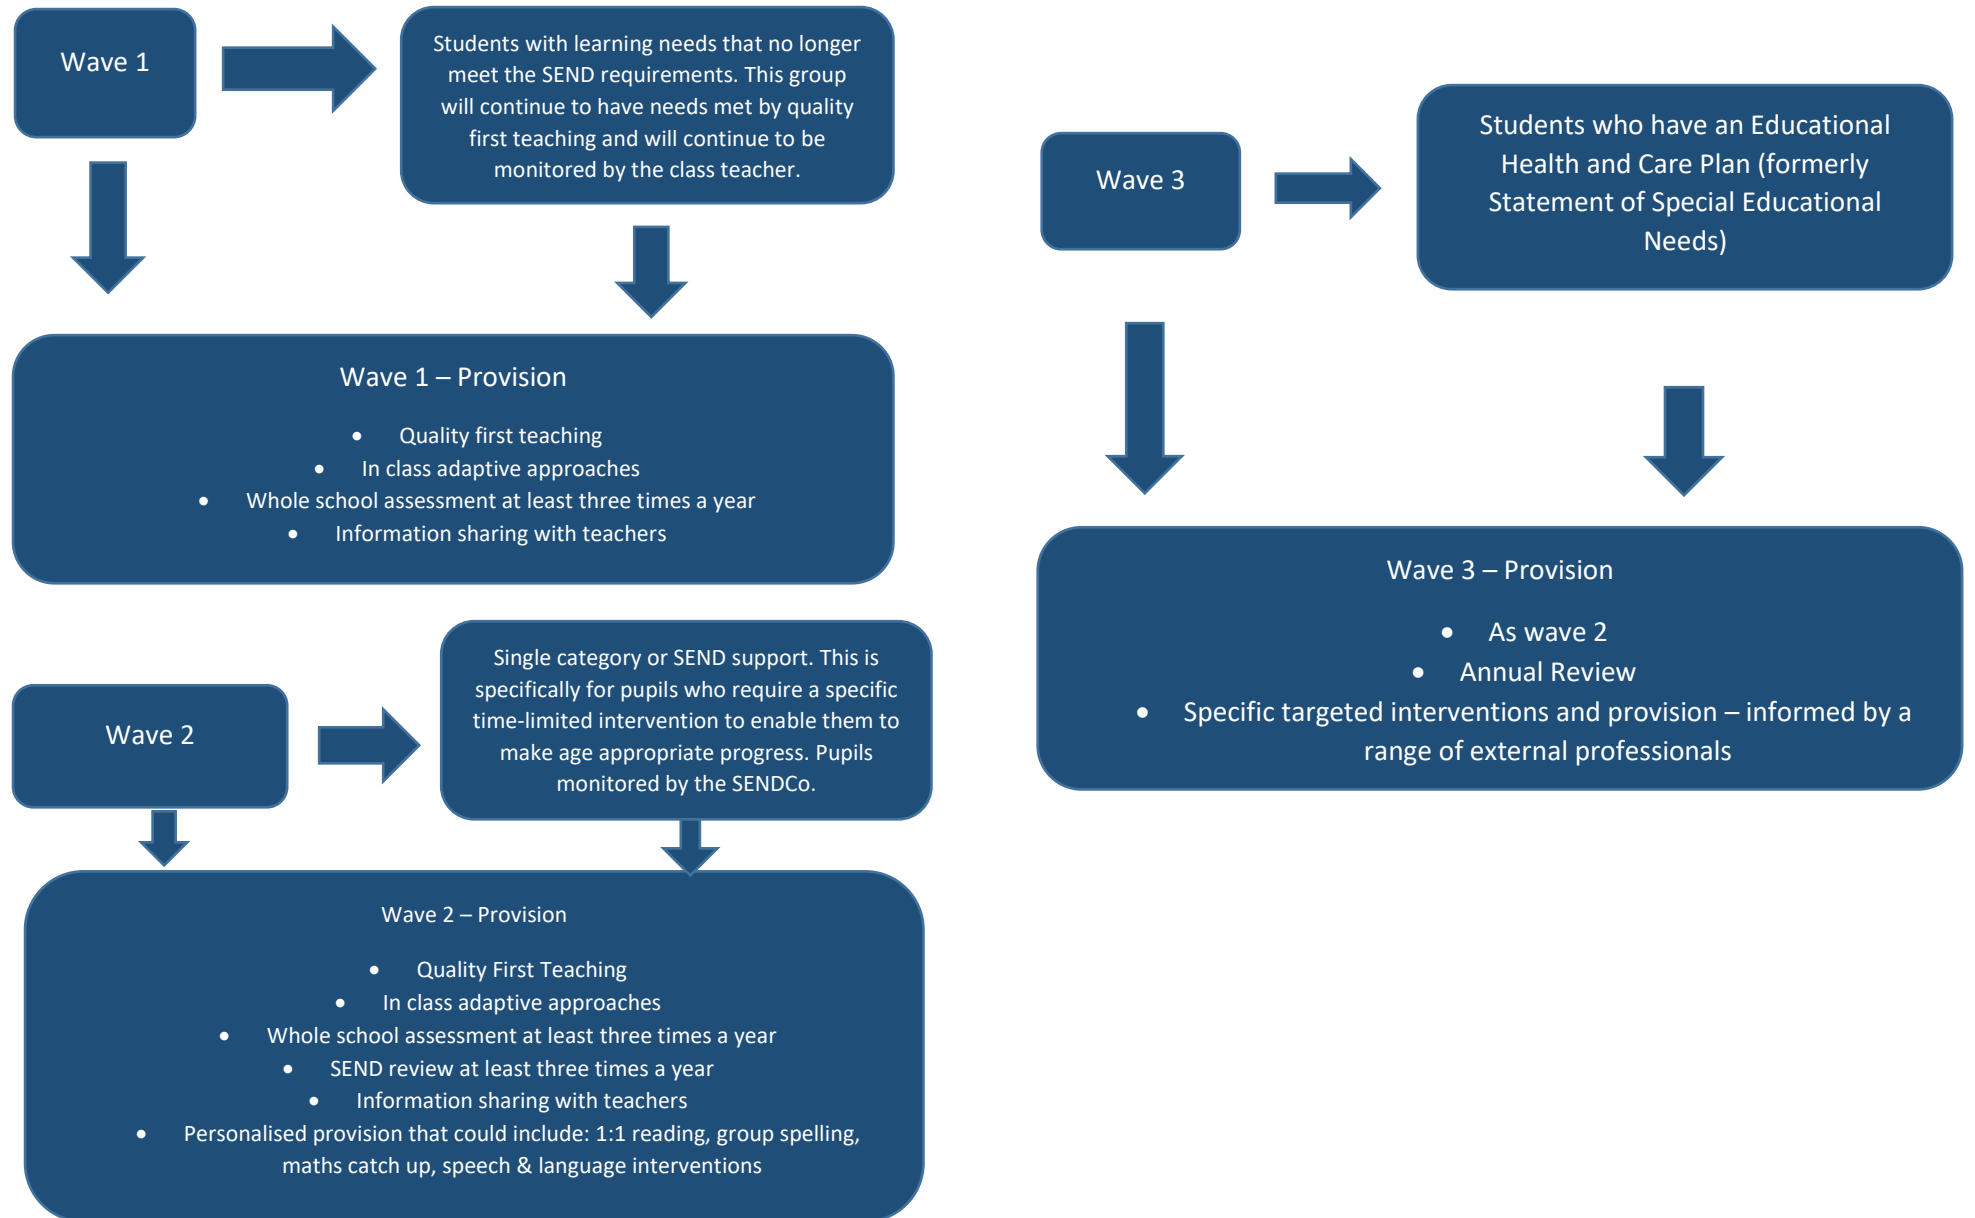 Wave 1
Students with learning needs that no longer
meet the SEND requirements. This group
will continue to have needs met by quality
first teaching and will continue to be
monitored by the class teacher.
Wave 1 – Provision
• Quality first teaching
• In class adaptive approaches
• Whole school assessment at least three times a year
• Information sharing with teachers
Wave 2
Single category or SEND support. This is
specifically for pupils who require a specific
time-limited intervention to enable them to
make age appropriate progress. Pupils
monitored by the SENDCo.
Wave 2 – Provision
• Quality First Teaching
• In class adaptive approaches
• Whole school assessment at least three times a year
• SEND review at least three times a year
• Information sharing with teachers
• Personalised provision that could include: 1:1 reading, group spelling,
maths catch up, speech & language interventions
Wave 3
Students who have an Educational
Health and Care Plan (formerly
Statement of Special Educational
Needs)
Wave 3 – Provision
• As wave 2
• Annual Review
• Specific targeted interventions and provision – informed by a
range of external professionals